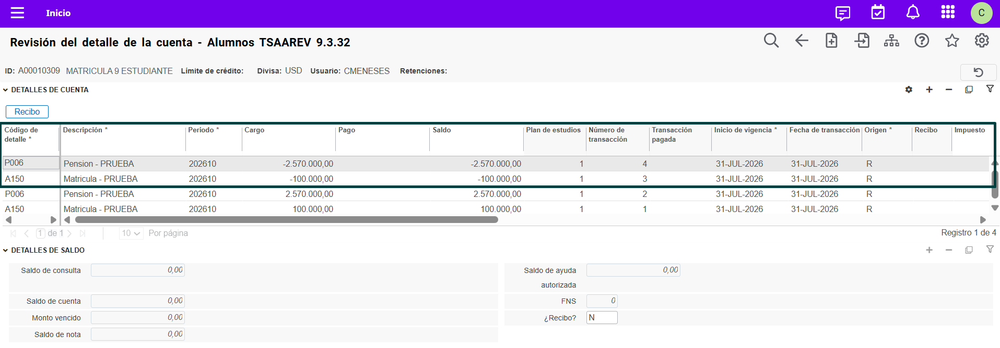 Inicio
C
Revisión del detalle de la cuenta - Alumnos TSAAREV 9.3.32
ID: A00010309 MATRICULA 9 ESTUDIANTE Límite de crédito: Divisa: USD Usuario: CMENESES Retenciones:
DETALLES DE CUENTA
Recibo
Código de detalle * Descripción * Periodo * Cargo Pago Saldo Plan de estudios Número de transacción Transacción pagada Inicio de vigencia * Fecha de transacción Origen * Recibo Impuesto
P006 Pension - PRUEBA 202610 -2.570.000,00 -2.570.000,00 1 4 31-JUL-2026 31-JUL-2026 R
A150 Matricula - PRUEBA 202610 -100.000,00 -100.000,00 1 3 31-JUL-2026 31-JUL-2026 R
P006 Pension - PRUEBA 202610 2.570.000,00 2.570.000,00 1 2 31-JUL-2026 31-JUL-2026 R
A150 Matricula - PRUEBA 202610 100.000,00 100.000,00 1 1 31-JUL-2026 31-JUL-2026 R
1 de 1 10 Por página Registro 1 de 4
DETALLES DE SALDO
Saldo de consulta 0,00 Saldo de ayuda autorizada 0,00
Saldo de cuenta 0,00 FNS 0
Monto vencido 0,00 ¿Recibo? N
Saldo de nota 0,00